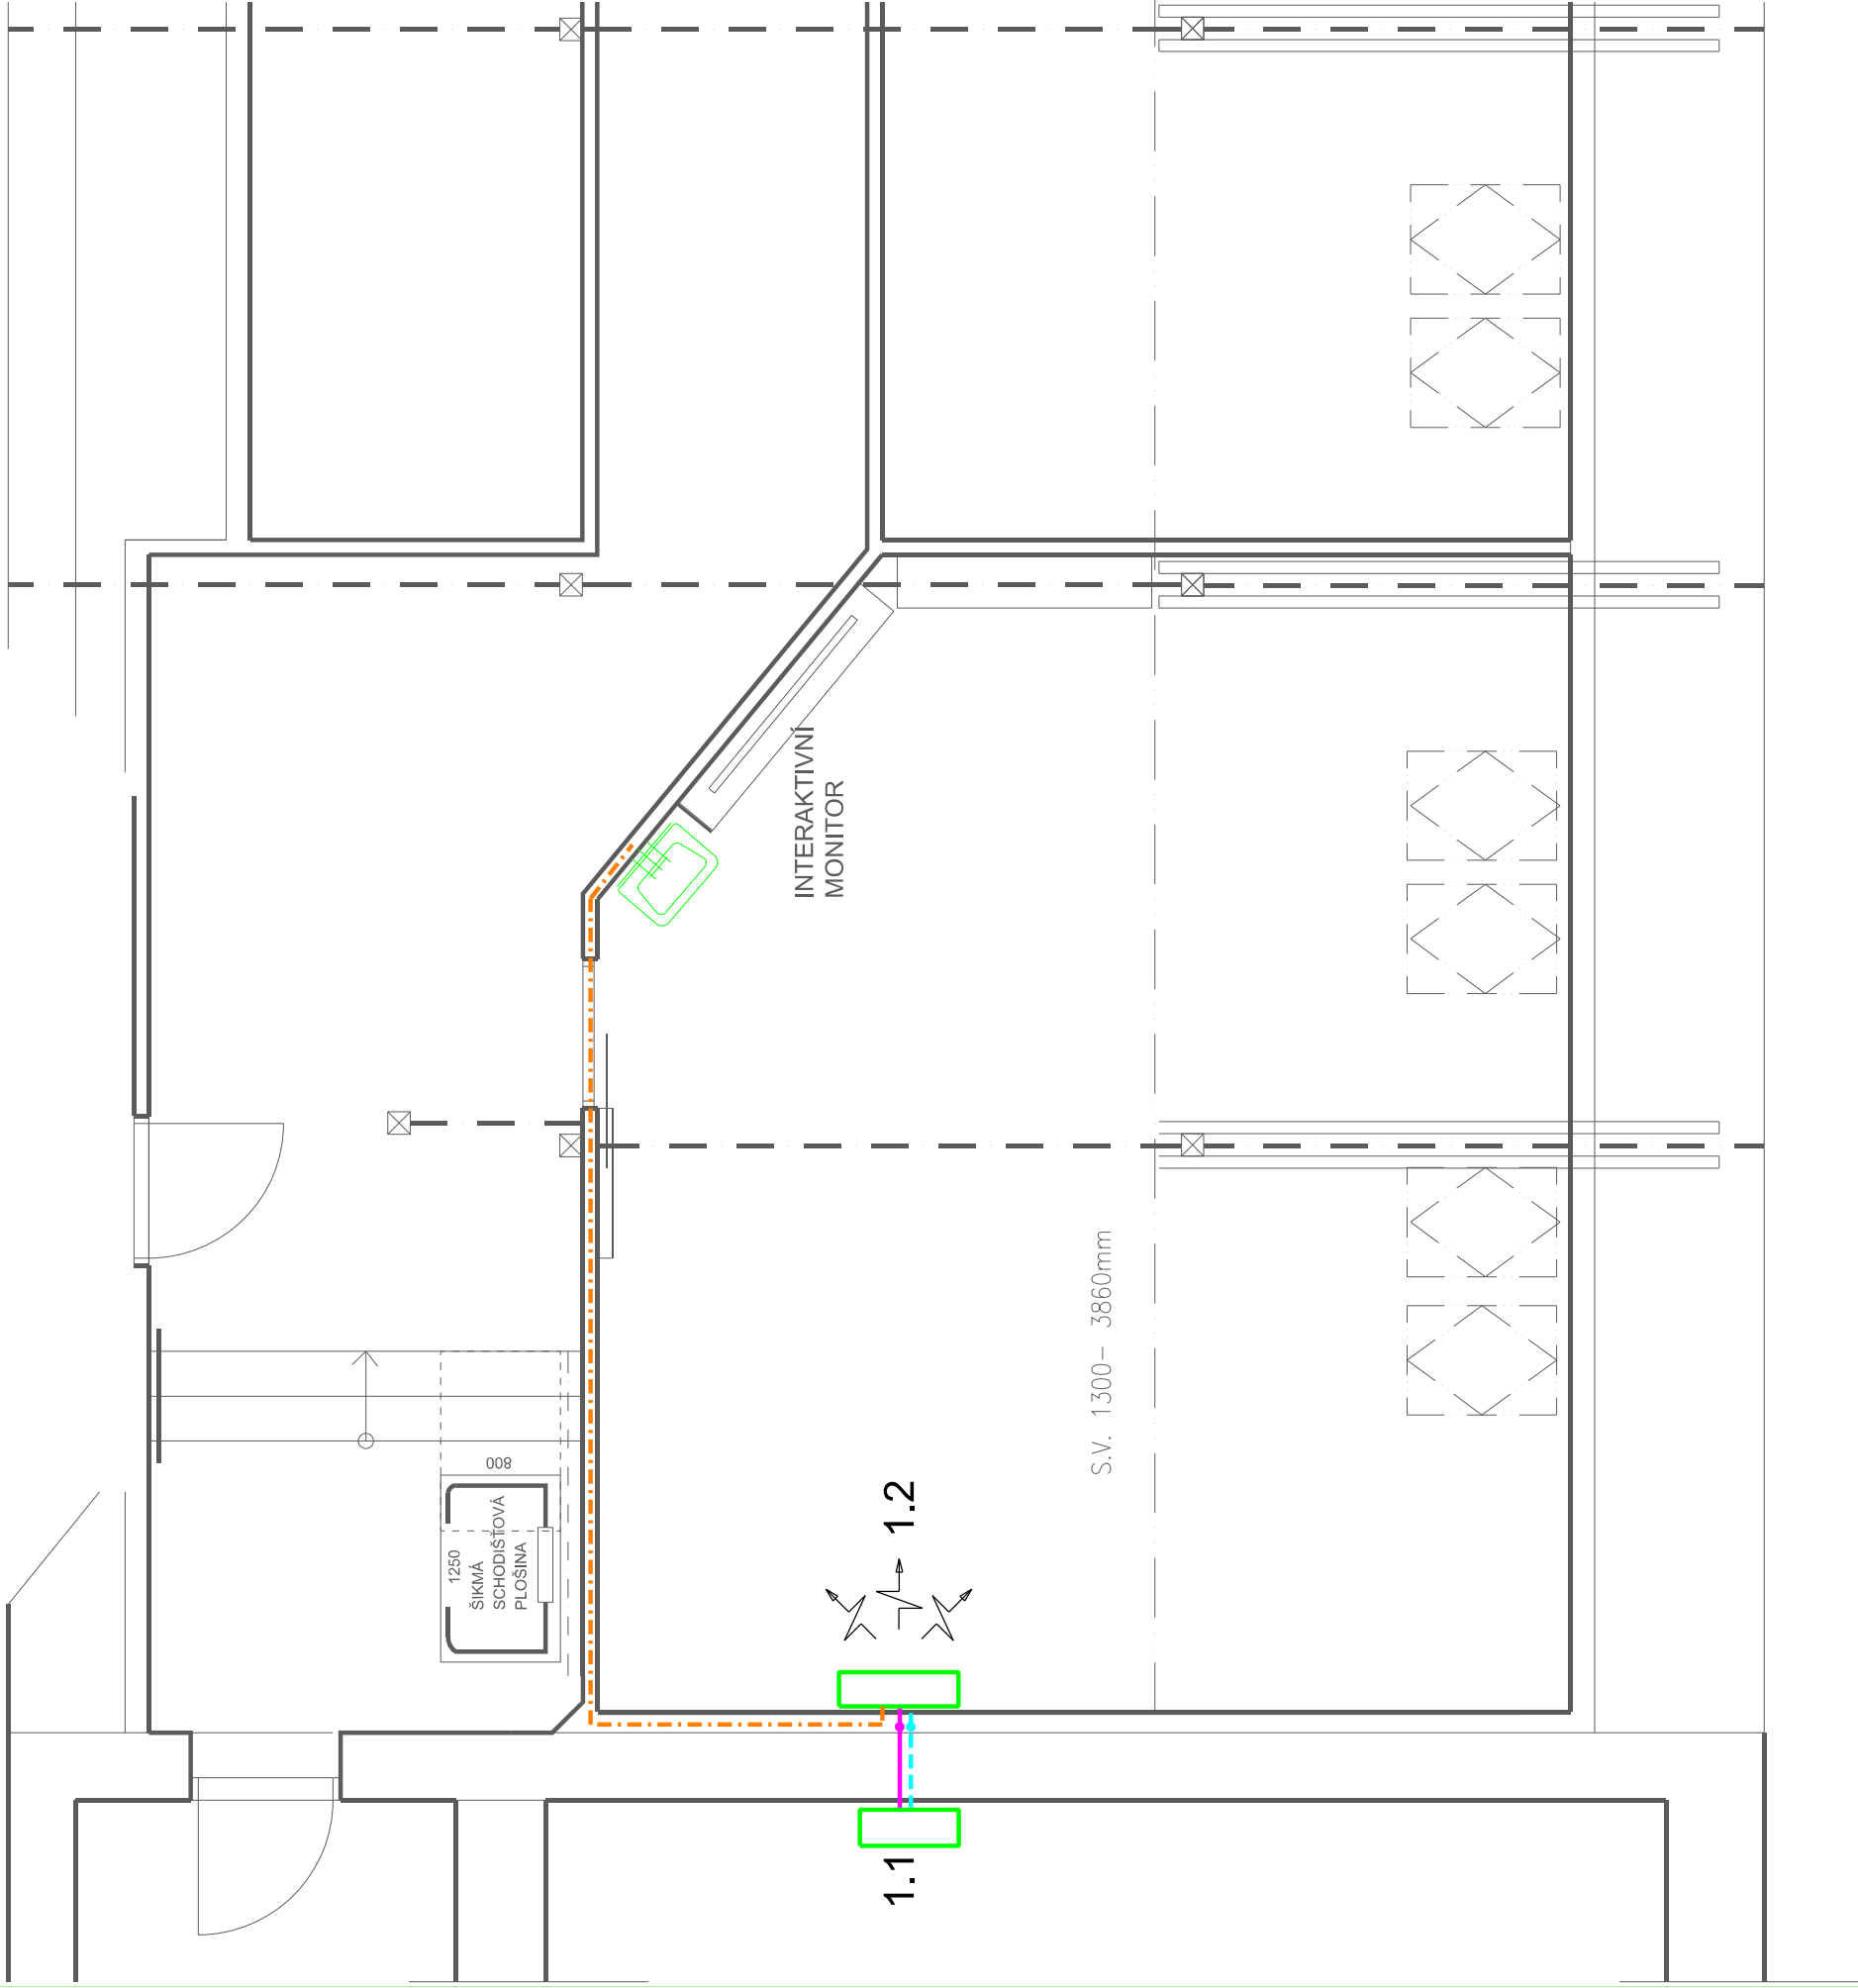 INTERAKTIVNÍ
MONITOR
S.V. 1300- 3860mm
800
1250
ŠIKMÁ
SCHODIŠŤOVÁ
PLOŠINA
1.2
1.1